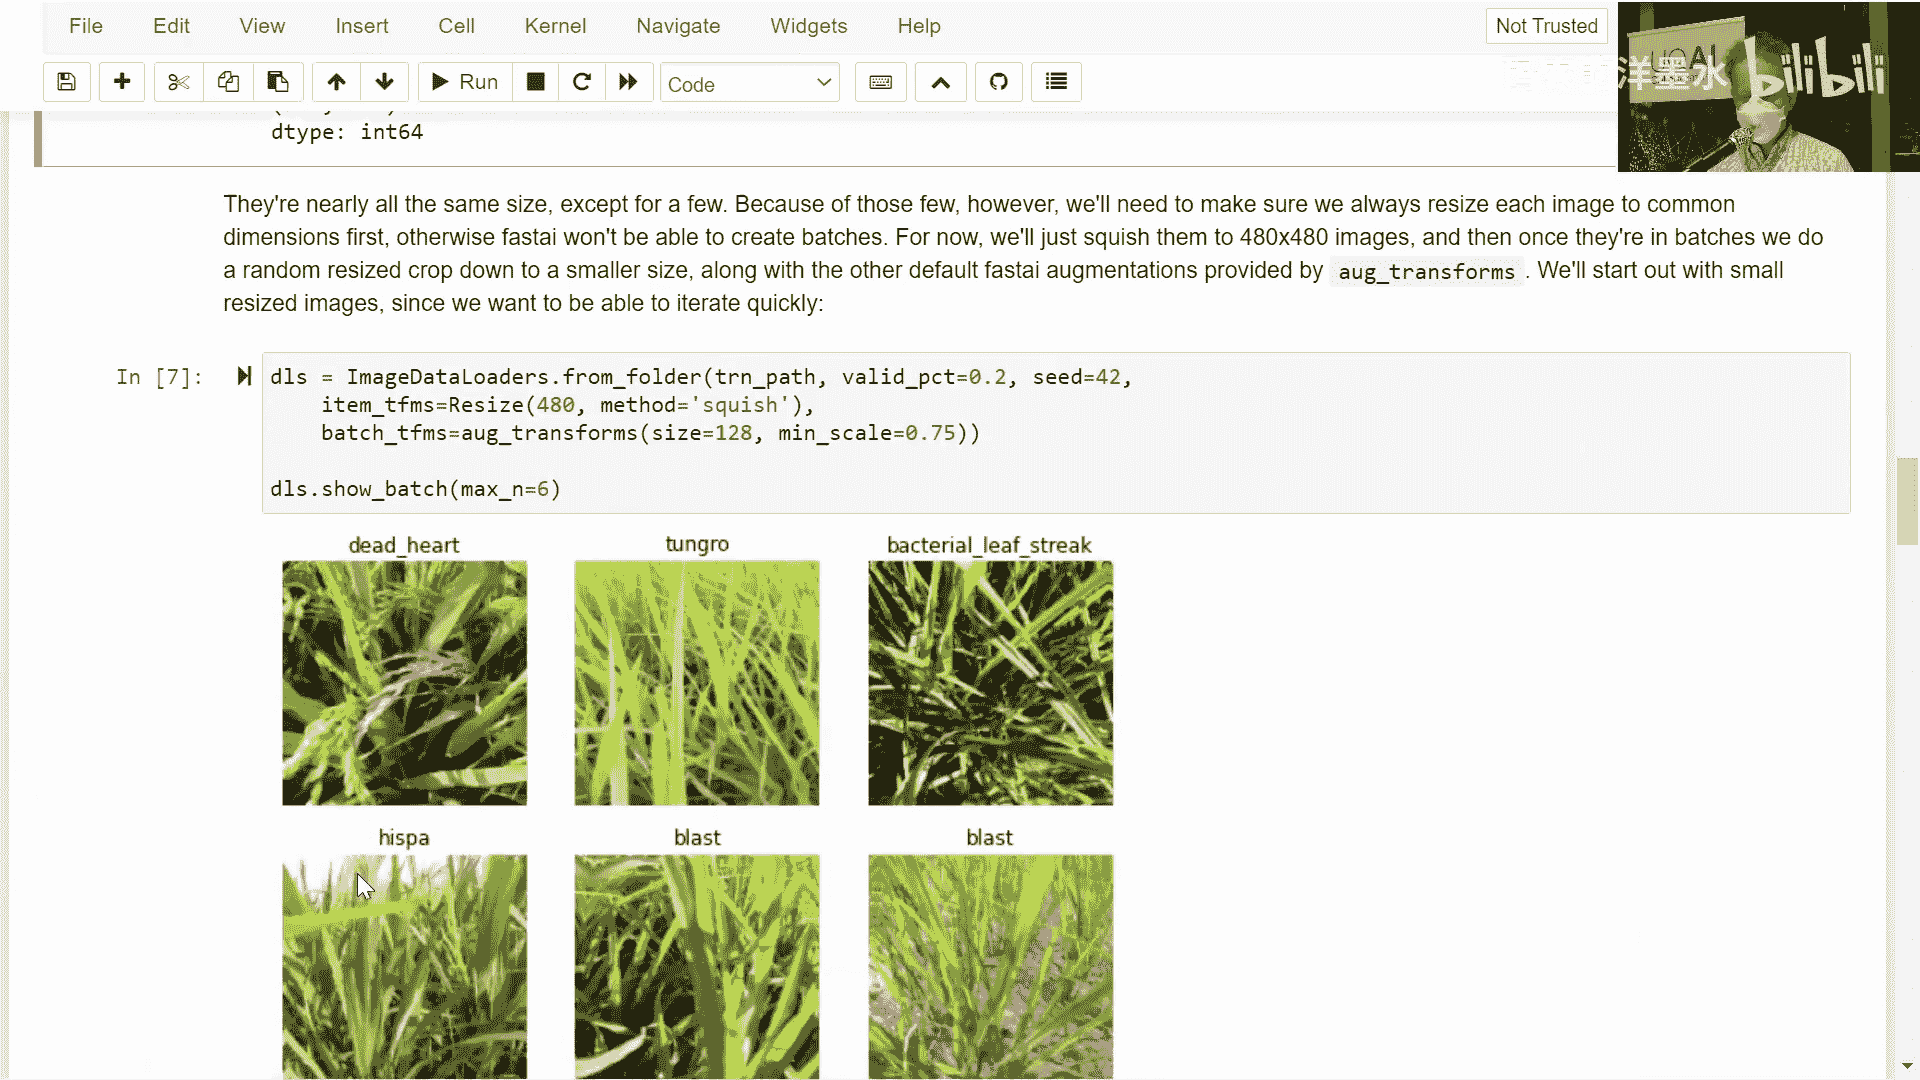 File Edit View Insert Cell Kernel Navigate Widgets Help Not Trusted
Run Code
洋墨水 bilibili
dtype: int64
They're nearly all the same size, except for a few. Because of those few, however, we'll need to make sure we always resize each image to common
dimensions first, otherwise fastai won't be able to create batches. For now, we'll just squish them to 480x480 images, and then once they're in batches we do
a random resized crop down to a smaller size, along with the other default fastai augmentations provided by aug_transforms . We'll start out with small
resized images, since we want to be able to iterate quickly:
In [7]: dls = ImageDataLoaders.from_folder(trn_path, valid_pct=0.2, seed=42,
item_tfms=Resize(480, method='squish'),
batch_tfms=aug_transforms(size=128, min_scale=0.75))
dls.show_batch(max_n=6)
dead_heart tungro bacterial_leaf_streak
hispa blast blast